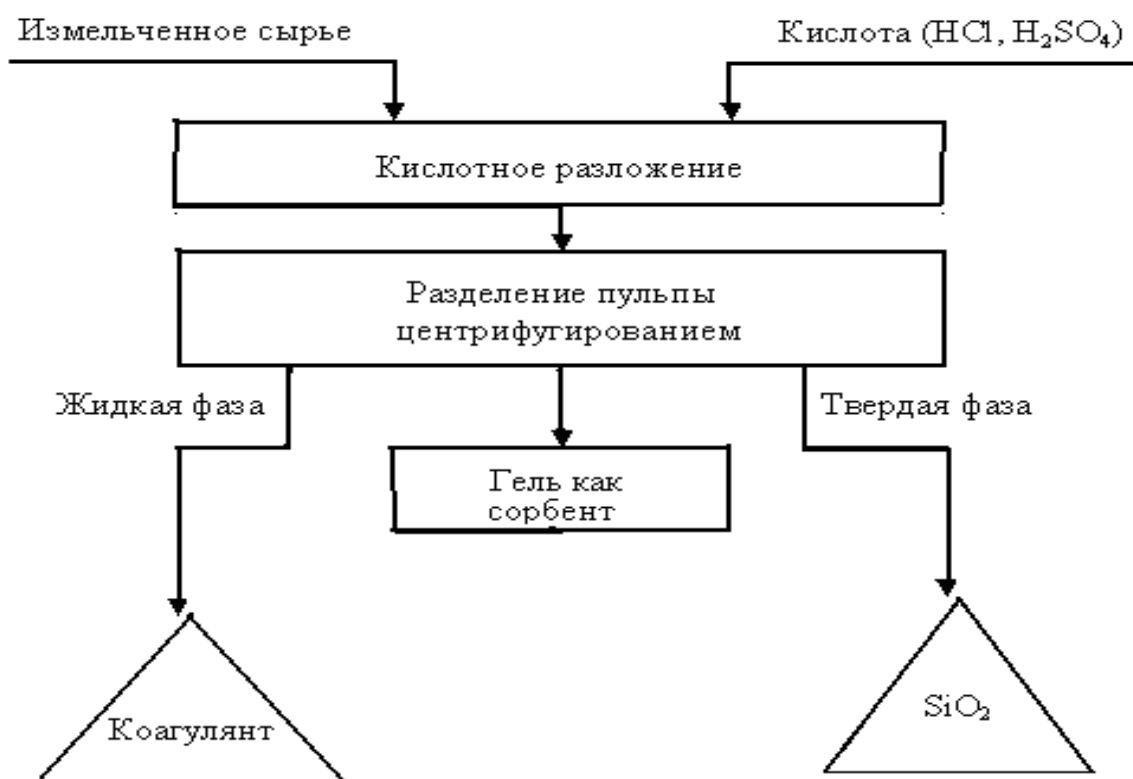 Измельченное сырье
Кислота (HCl, H₂SO₄)
Кислотное разложение
Разделение пульпы
центрифугированием
Жидкая фаза
Твердая фаза
Гель как
сорбент
Коагулянт
SiO₂